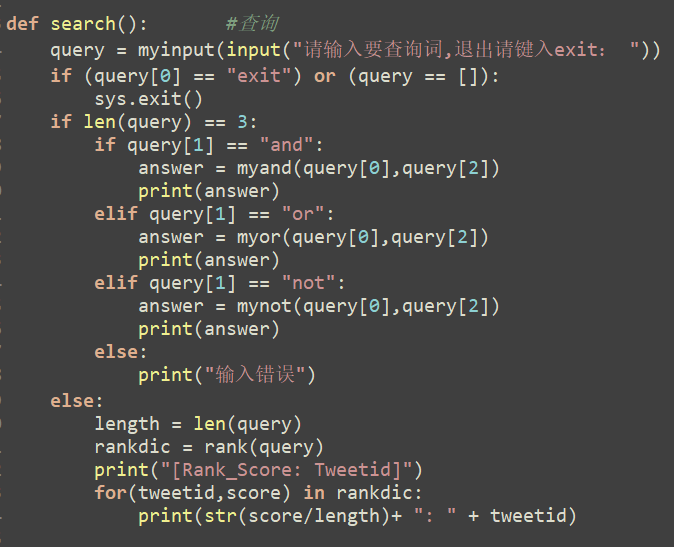 def search():       #查询
    query = myinput(input("请输入要查询词,退出请键入exit： "))
    if (query[0] == "exit") or (query == []):
        sys.exit()
    if len(query) == 3:
        if query[1] == "and":
            answer = myand(query[0],query[2])
            print(answer)
        elif query[1] == "or":
            answer = myor(query[0],query[2])
            print(answer)
        elif query[1] == "not":
            answer = mynot(query[0],query[2])
            print(answer)
        else:
            print("输入错误")
    else:
        length = len(query)
        rankdic = rank(query)
        print("[Rank_Score: Tweetid]")
        for(tweetid,score) in rankdic:
            print(str(score/length)+ ": " + tweetid)